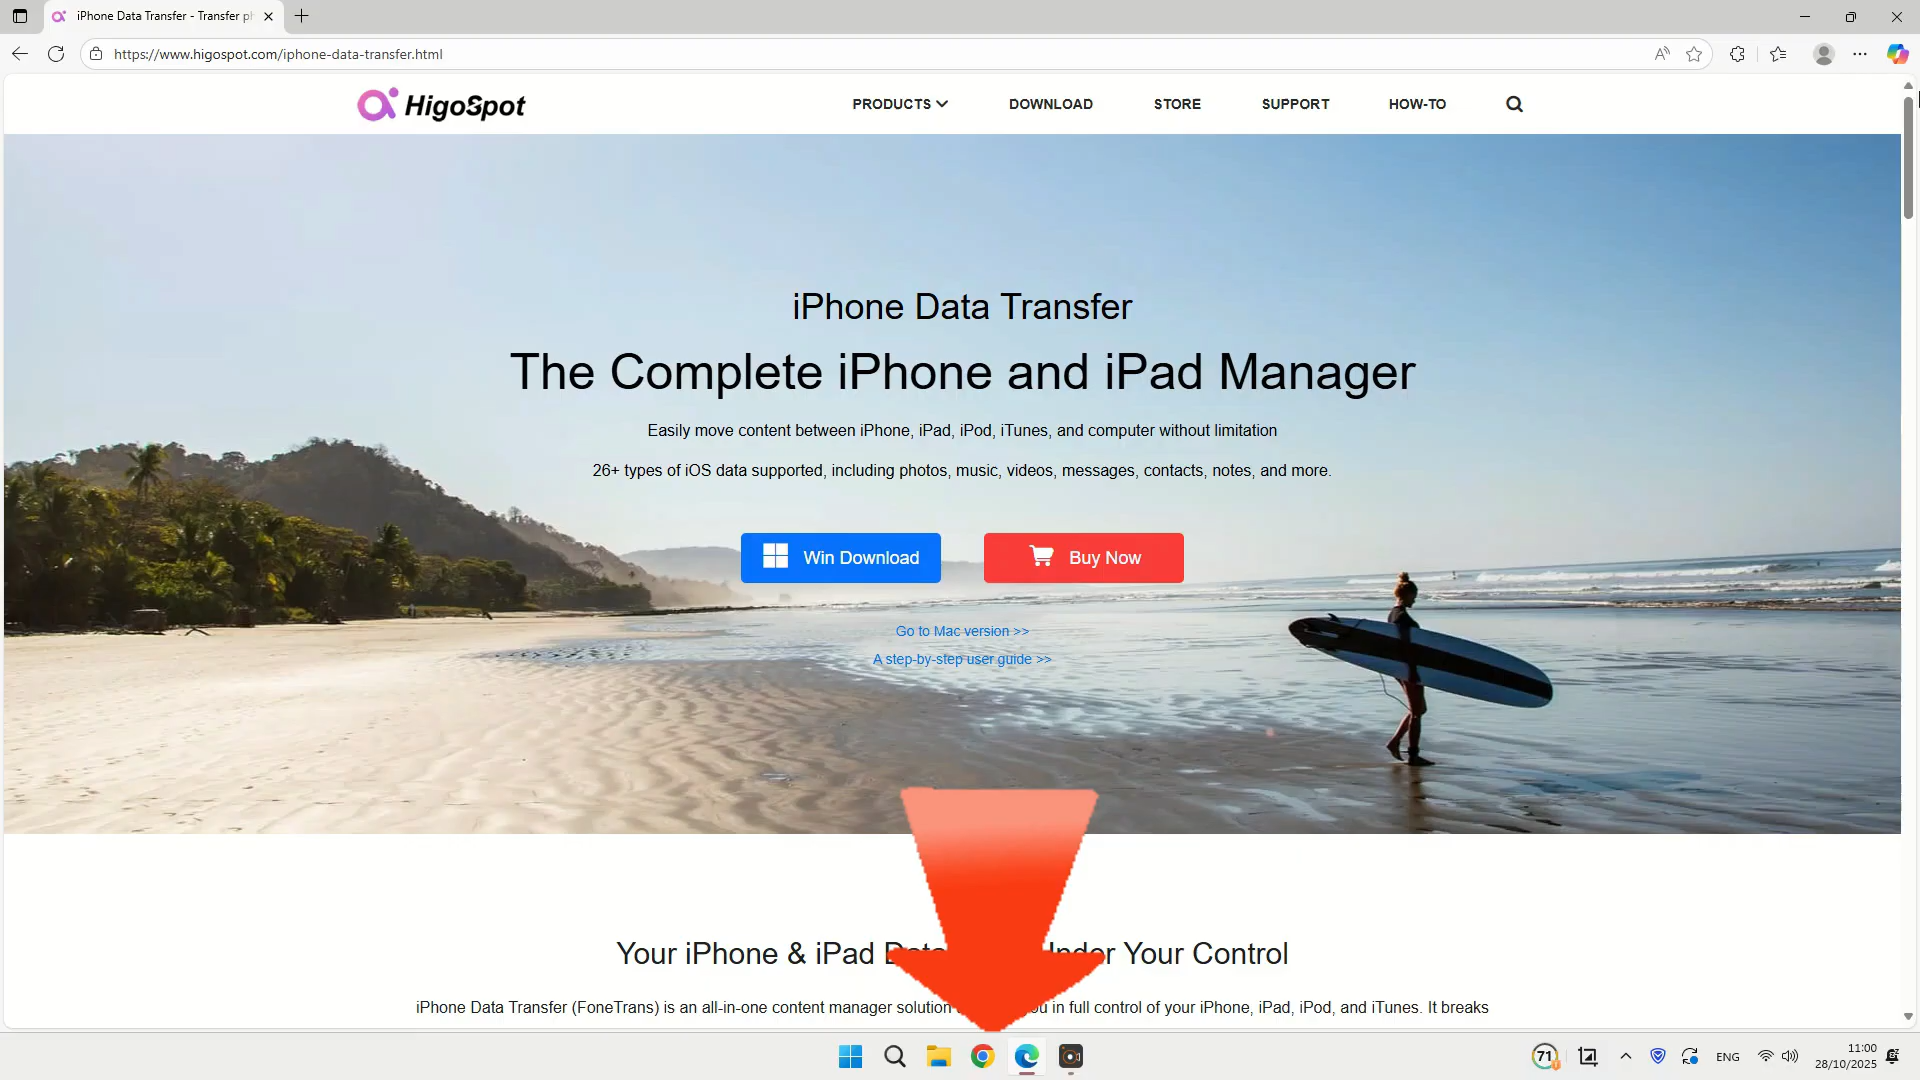 iPhone Data Transfer - Transfer ph
https://www.higospot.com/iphone-data-transfer.html
HigoSpot
PRODUCTS
DOWNLOAD
STORE
SUPPORT
HOW-TO
iPhone Data Transfer
The Complete iPhone and iPad Manager
Easily move content between iPhone, iPad, iPod, iTunes, and computer without limitation
26+ types of iOS data supported, including photos, music, videos, messages, contacts, notes, and more.
Win Download
Buy Now
Go to Mac version >>
A step-by-step user guide >>
Your iPhone & iPad Under Your Control
iPhone Data Transfer (FoneTrans) is an all-in-one content manager solution in full control of your iPhone, iPad, iPod, and iTunes. It breaks
71
ENG
11:00
28/10/2025